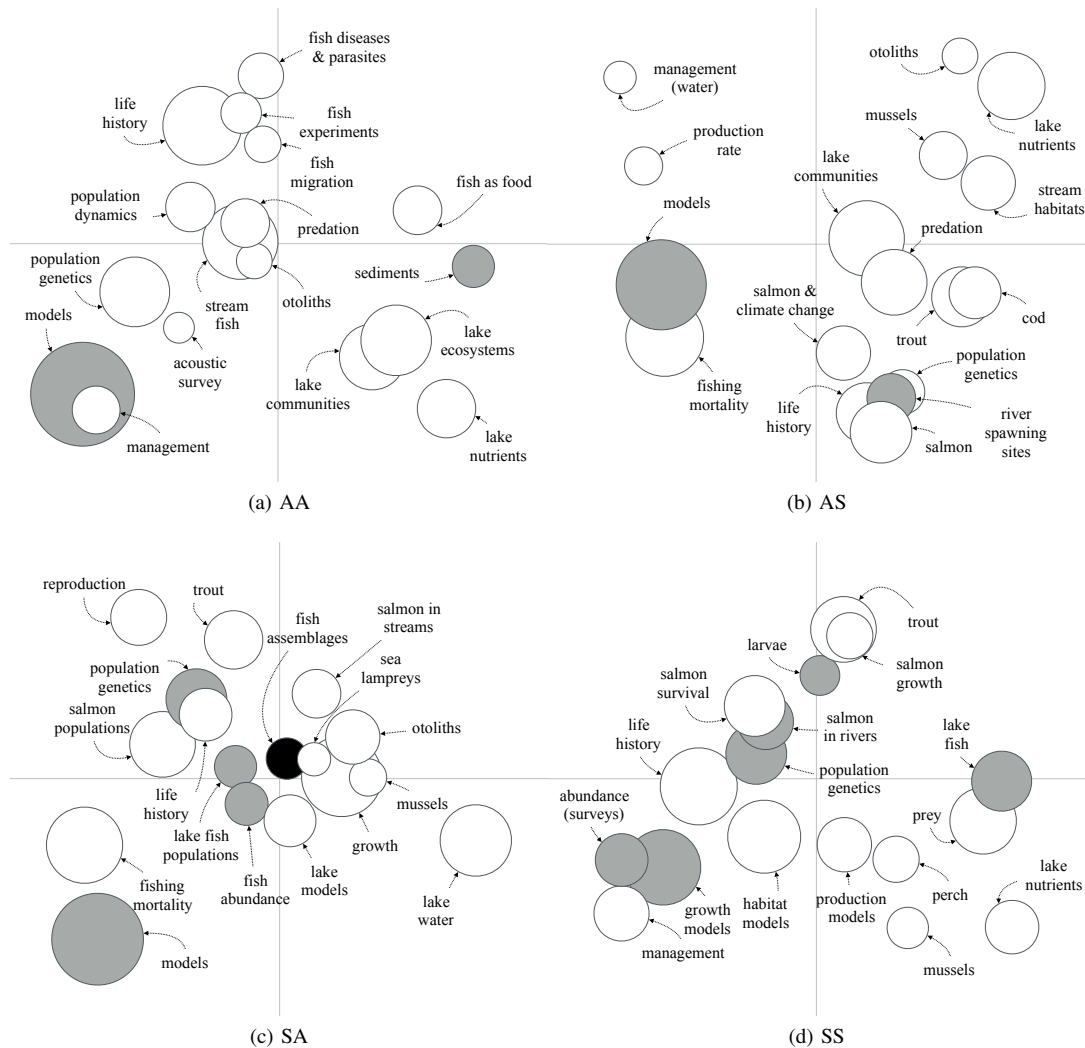 fish diseases
& parasites
life
history
fish
experiments
fish
migration
population
dynamics
fish as food
predation
population
genetics
sediments
models
stream
fish
otoliths
lake
ecosystems
acoustic
survey
lake
communities
management
lake
nutrients
(a) AA
otoliths
management
(water)
lake
nutrients
mussels
production
rate
lake
communities
stream
habitats
models
predation
salmon &
climate change
cod
trout
population
genetics
fishing
mortality
life
history
river
spawning
sites
salmon
(b) AS
reproduction
trout
fish
assemblages
salmon in
streams
sea
lampreys
population
genetics
salmon
populations
otoliths
life
history
mussels
lake fish
populations
growth
fishing
mortality
fish
abundance
lake
models
lake
water
models
(c) SA
trout
larvae
salmon
growth
salmon
survival
salmon
in rivers
life
history
lake
fish
population
genetics
abundance
(surveys)
prey
lake
nutrients
perch
habitat
models
production
models
growth
models
management
mussels
(d) SS